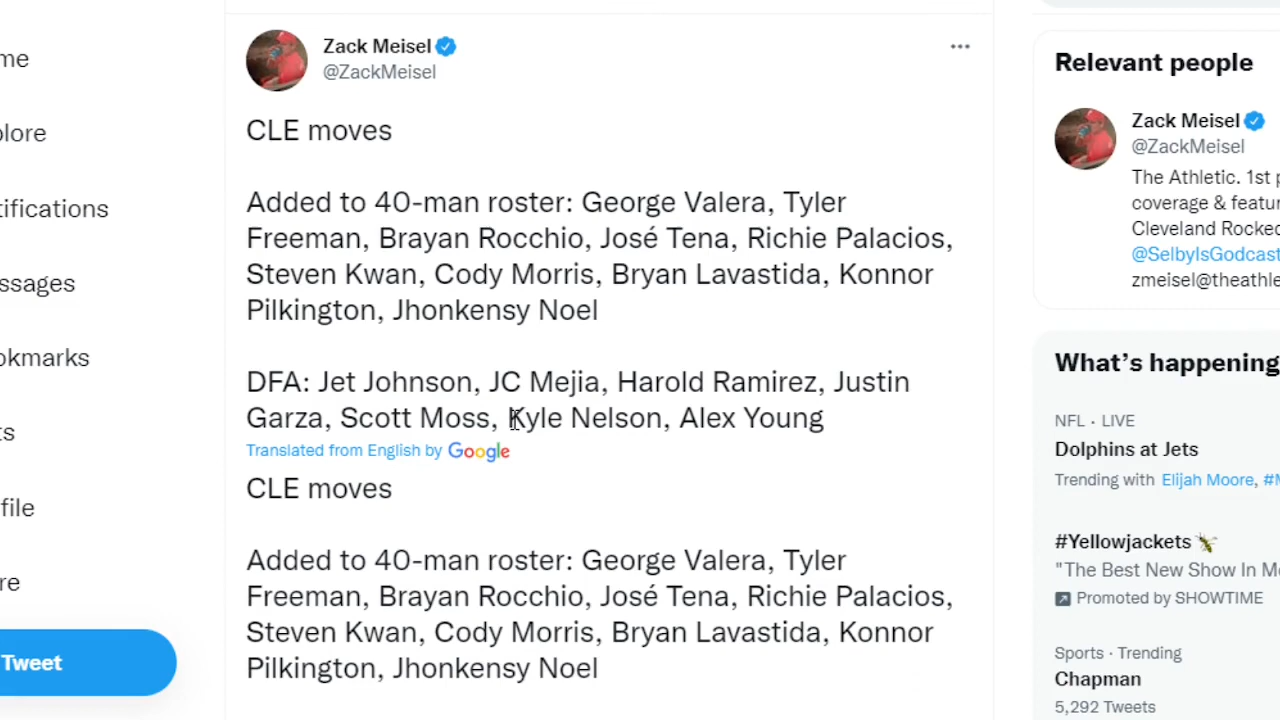 me
plore
tifications
ssages
okmarks
ts
file
re
Tweet
Zack Meisel
@ZackMeisel
CLE moves
Added to 40-man roster: George Valera, Tyler
Freeman, Brayan Rocchio, José Tena, Richie Palacios,
Steven Kwan, Cody Morris, Bryan Lavastida, Konnor
Pilkington, Jhonkensy Noel
DFA: Jet Johnson, JC Mejia, Harold Ramirez, Justin
Garza, Scott Moss, Kyle Nelson, Alex Young
Translated from English by Google
CLE moves
Added to 40-man roster: George Valera, Tyler
Freeman, Brayan Rocchio, José Tena, Richie Palacios,
Steven Kwan, Cody Morris, Bryan Lavastida, Konnor
Pilkington, Jhonkensy Noel
Relevant people
Zack Meisel
@ZackMeisel
The Athletic. 1st p
coverage & featur
Cleveland Rocked
@SelbyIsGodcast
zmeisel@theathle
What's happening
NFL · LIVE
Dolphins at Jets
Trending with Elijah Moore, #M
#Yellowjackets
"The Best New Show In Mo
Promoted by SHOWTIME
Sports · Trending
Chapman
5,292 Tweets